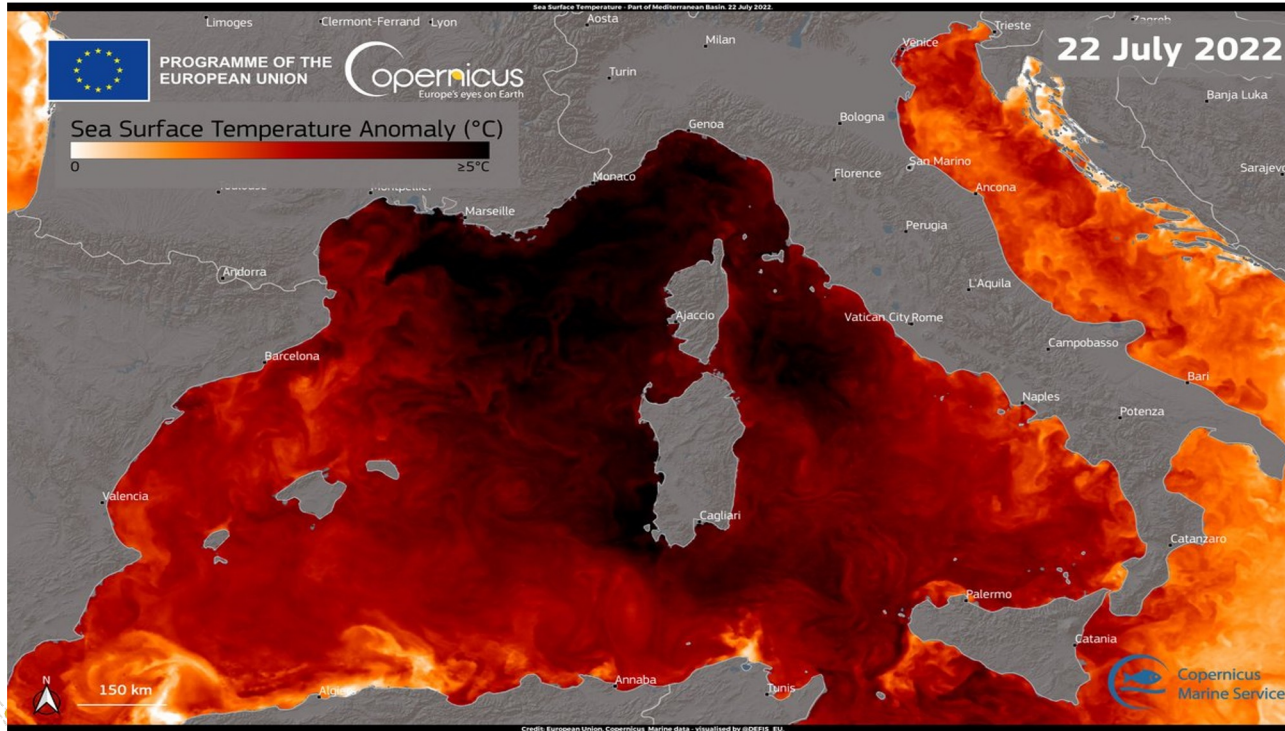 Sea Surface Temperature - Part of Mediterranean Basin. 22 July 2022.
Limoges
Clermont-Ferrand
Lyon
Aosta
Milan
Venice
Trieste
Zagreb
22 July 2022
PROGRAMME OF THE
EUROPEAN UNION
Copernicus
Europe's eyes on Earth
Turin
Banja Luka
Sea Surface Temperature Anomaly (°C)
0
≥5°C
Genoa
Bologna
Monaco
Florence
San Marino
Sarajevo
Montpellier
Marseille
Ancona
Perugia
Andorra
L'Aquila
Ajaccio
Vatican City
Rome
Barcelona
Campobasso
Bari
Naples
Potenza
Valencia
Cagliari
Catanzaro
Palermo
Catania
N
150 km
Annaba
Tunis
Copernicus
Marine Service
Credit: European Union, Copernicus Marine data - visualised by @DEFIS_EU.